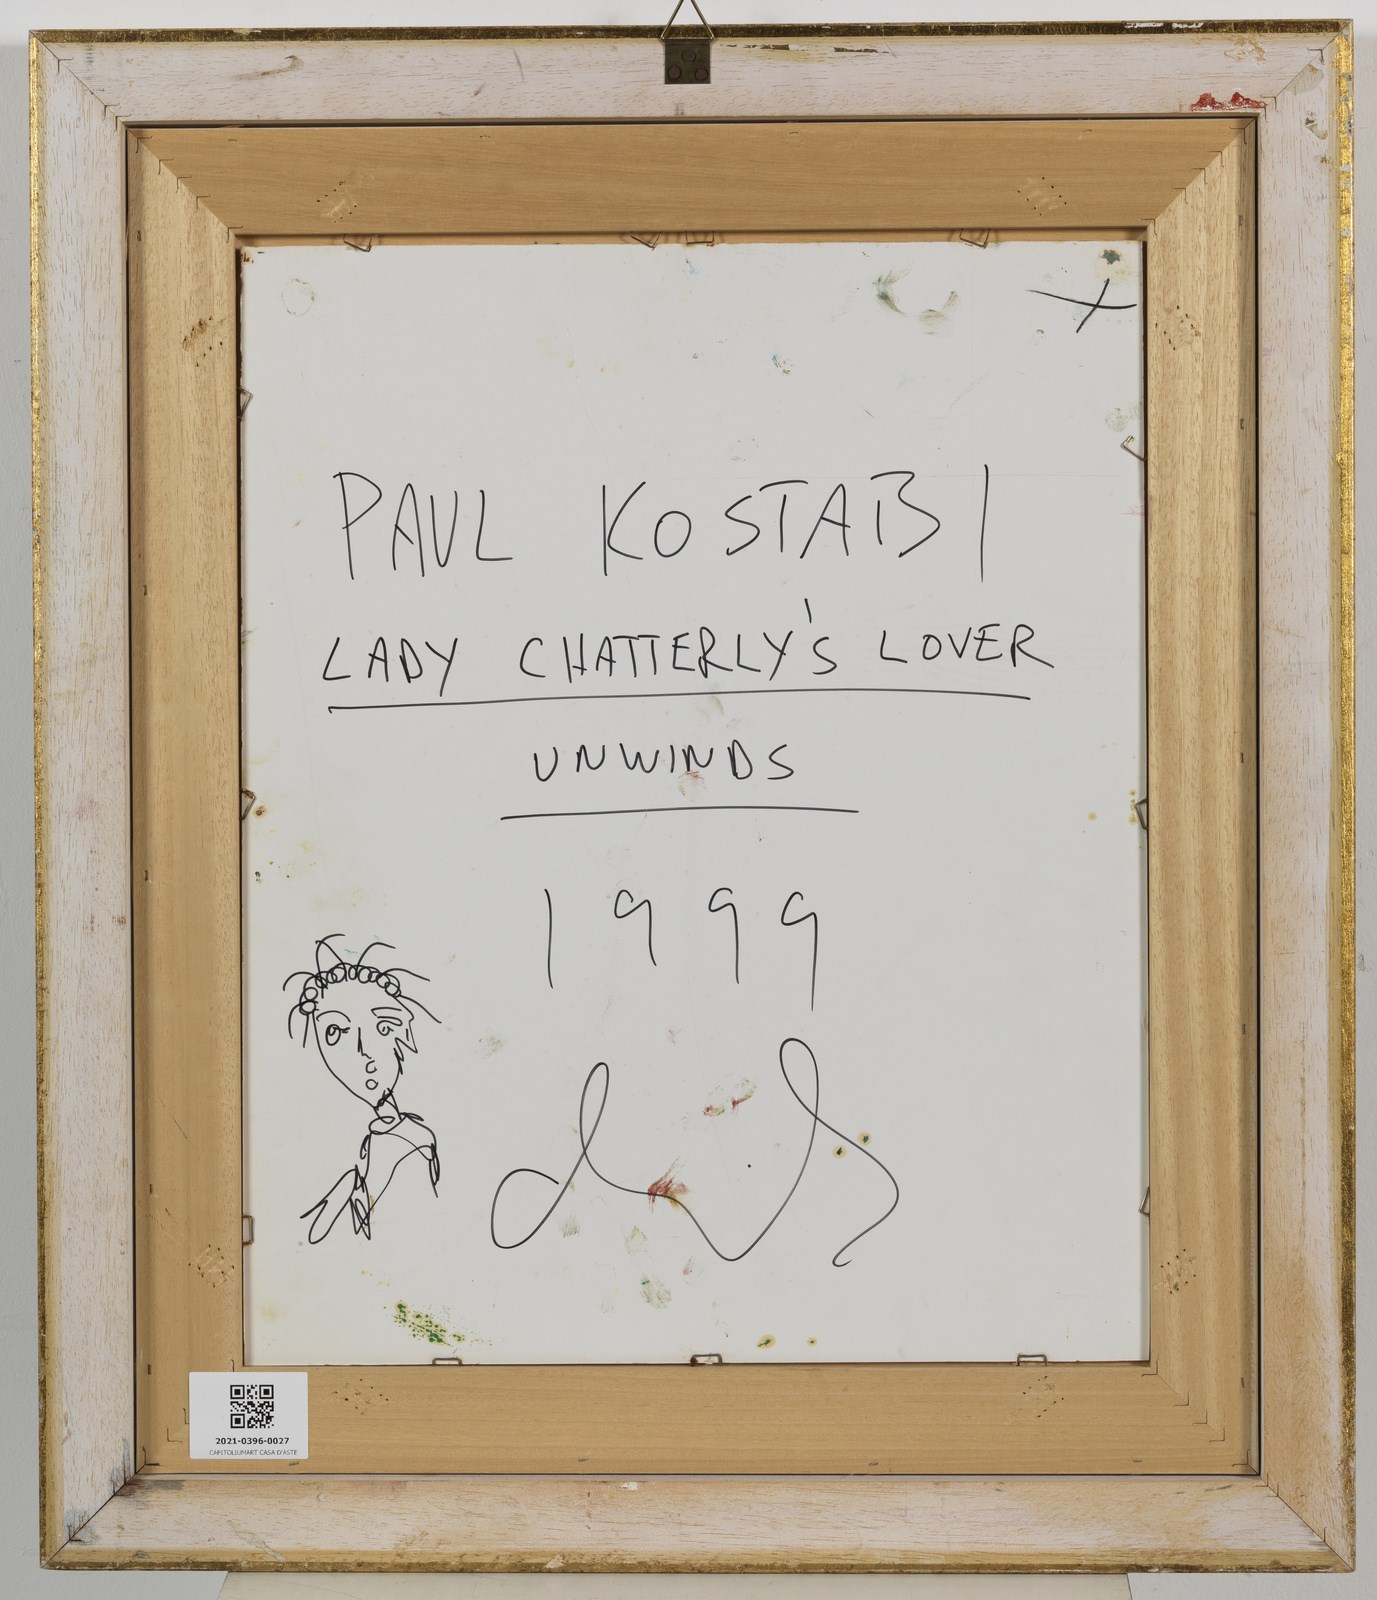 PAUL KOSTABI
LADY CHATTERLY'S LOVER
UNWINDS
1999
2021-0396-0027
CAPITOLIUMART CASA D'ASTE